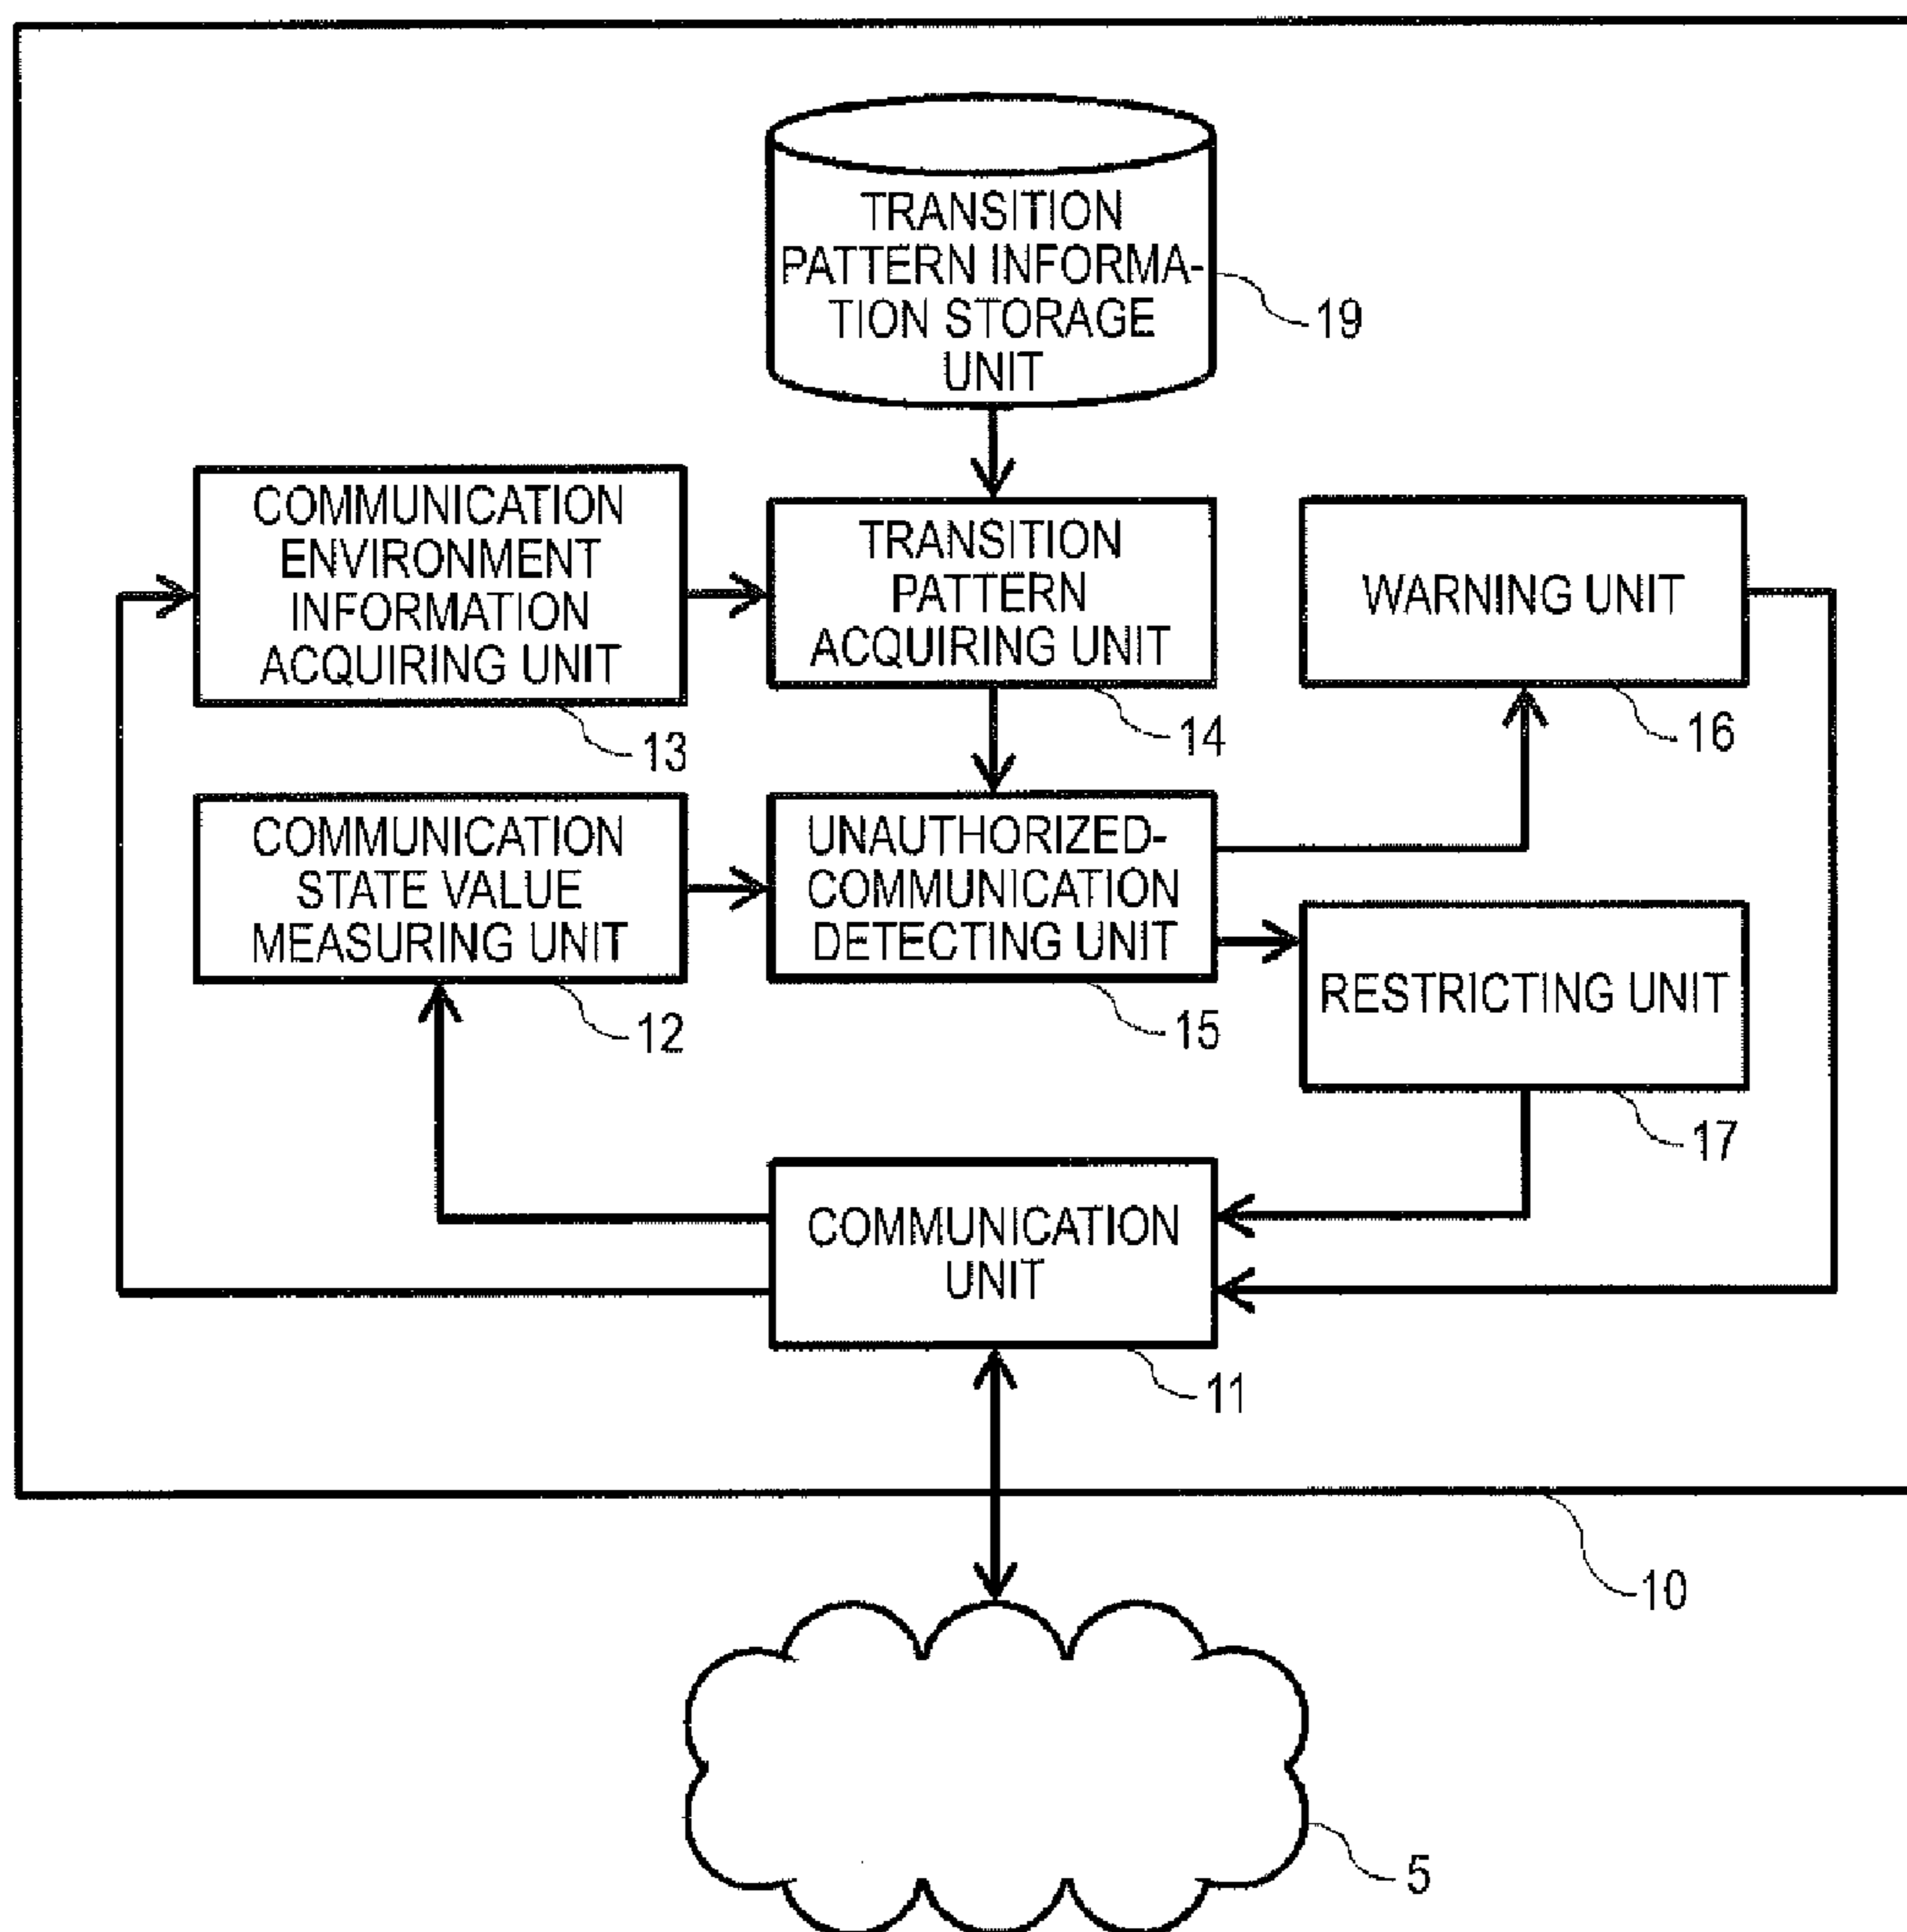 TRANSITION
PATTERN INFORMA-
TION STORAGE
UNIT
19
COMMUNICATION
ENVIRONMENT
INFORMATION
ACQUIRING UNIT
13
TRANSITION
PATTERN
ACQUIRING UNIT
14
WARNING UNIT
16
COMMUNICATION
STATE VALUE
MEASURING UNIT
12
UNAUTHORIZED-
COMMUNICATION
DETECTING UNIT
15
RESTRICTING UNIT
17
COMMUNICATION
UNIT
11
10
5